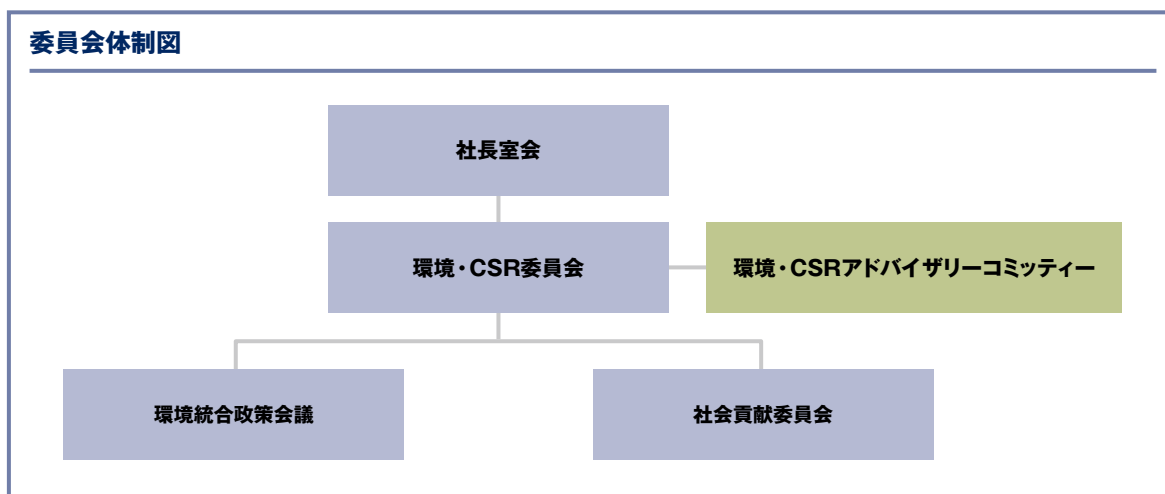 委員会体制図
社長室会
環境・CSR委員会
環境・CSRアドバイザリーコミッティー
環境統合政策会議
社会貢献委員会